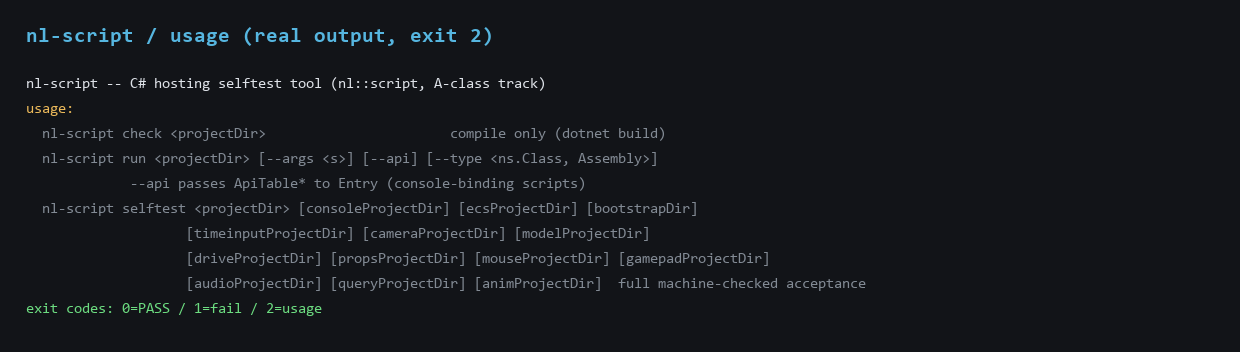 nl-script / usage (real output, exit 2)
nl-script -- C# hosting selftest tool (nl::script, A-class track)
usage:
nl-script check <projectDir> compile only (dotnet build)
nl-script run <projectDir> [--args <s>] [--api] [--type <ns.Class, Assembly>]
--api passes ApiTable* to Entry (console-binding scripts)
nl-script selftest <projectDir> [consoleProjectDir] [ecsProjectDir] [bootstrapDir]
[timeinputProjectDir] [cameraProjectDir] [modelProjectDir]
[driveProjectDir] [propsProjectDir] [mouseProjectDir] [gamepadProjectDir]
[audioProjectDir] [queryProjectDir] [animProjectDir] full machine-checked acceptance
exit codes: 0=PASS / 1=fail / 2=usage